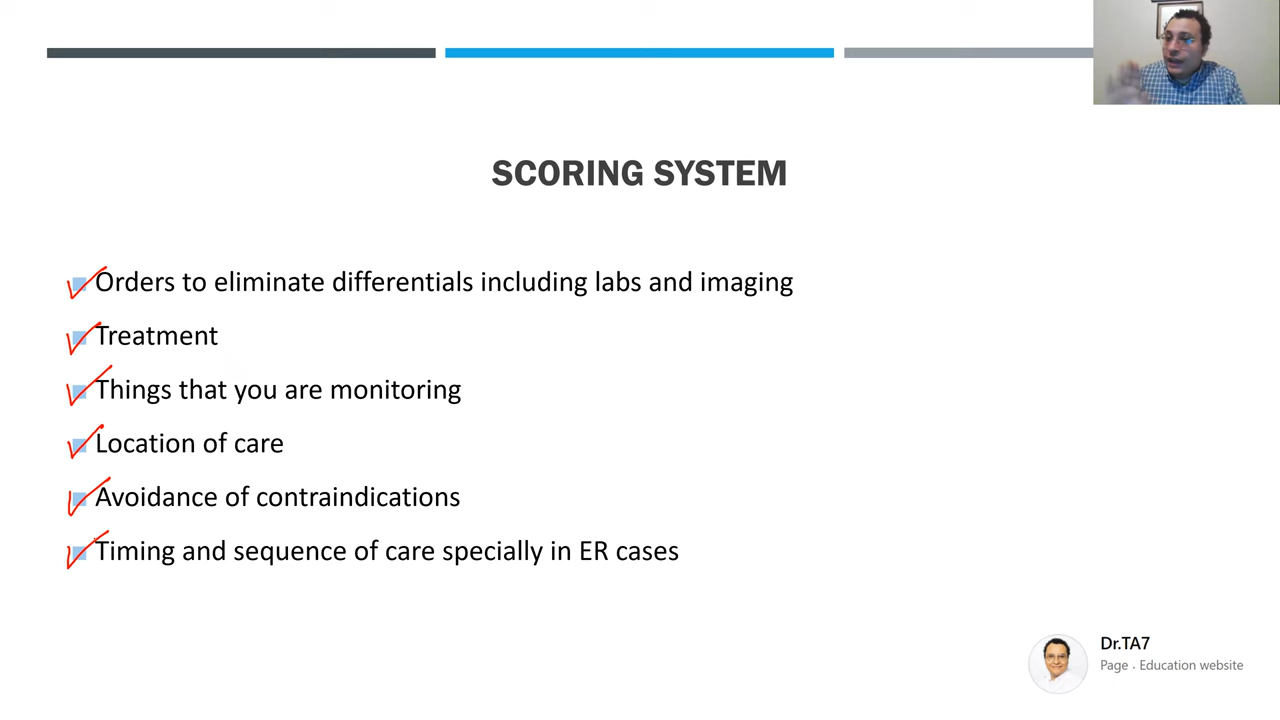 SCORING SYSTEM
Orders to eliminate differentials including labs and imaging
Treatment
Things that you are monitoring
Location of care
Avoidance of contraindications
Timing and sequence of care specially in ER cases
Dr.TA7
Page · Education website